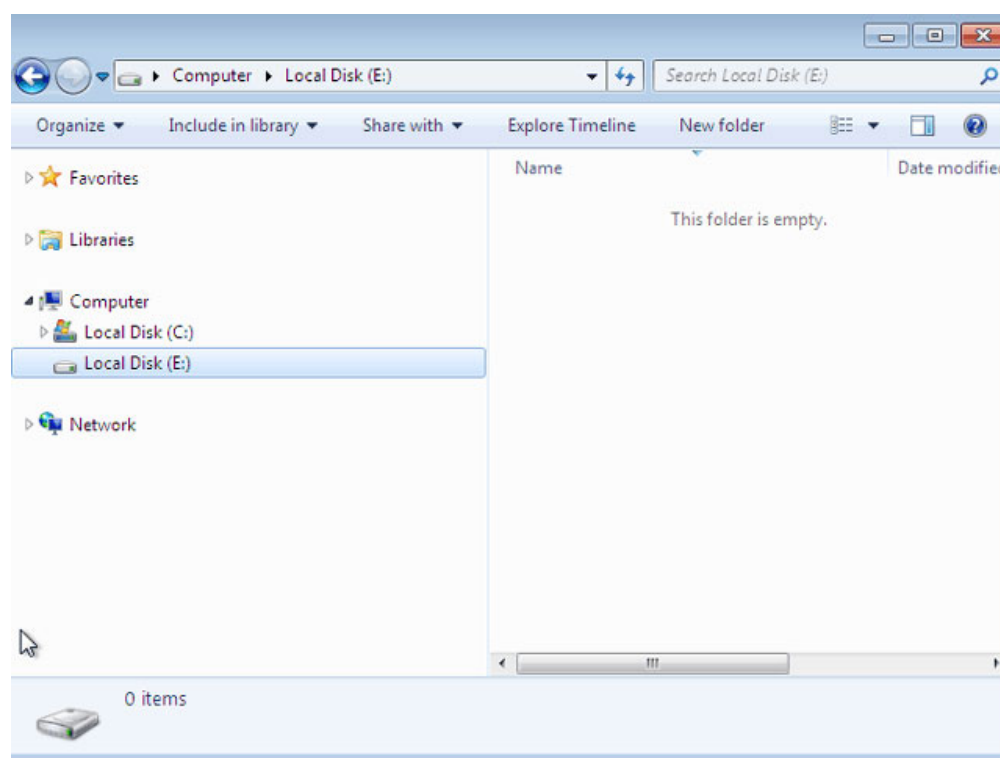 Computer Local Disk (E:)
Search Local Disk (E:)
Organize Include in library Share with Explore Timeline New folder
Name Date modifie
This folder is empty.
Favorites
Libraries
Computer
Local Disk (C:)
Local Disk (E:)
Network
0 items